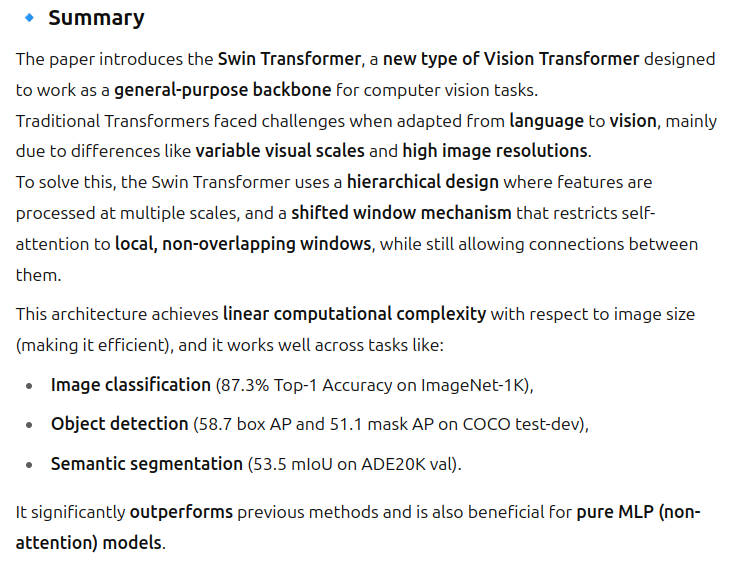 Summary
The paper introduces the Swin Transformer, a new type of Vision Transformer designed
to work as a general-purpose backbone for computer vision tasks.
Traditional Transformers faced challenges when adapted from language to vision, mainly
due to differences like variable visual scales and high image resolutions.
To solve this, the Swin Transformer uses a hierarchical design where features are
processed at multiple scales, and a shifted window mechanism that restricts self-
attention to local, non-overlapping windows, while still allowing connections between
them.
This architecture achieves linear computational complexity with respect to image size
(making it efficient), and it works well across tasks like:
• Image classification (87.3% Top-1 Accuracy on ImageNet-1K),
• Object detection (58.7 box AP and 51.1 mask AP on COCO test-dev),
• Semantic segmentation (53.5 mIoU on ADE20K val).
It significantly outperforms previous methods and is also beneficial for pure MLP (non-
attention) models.